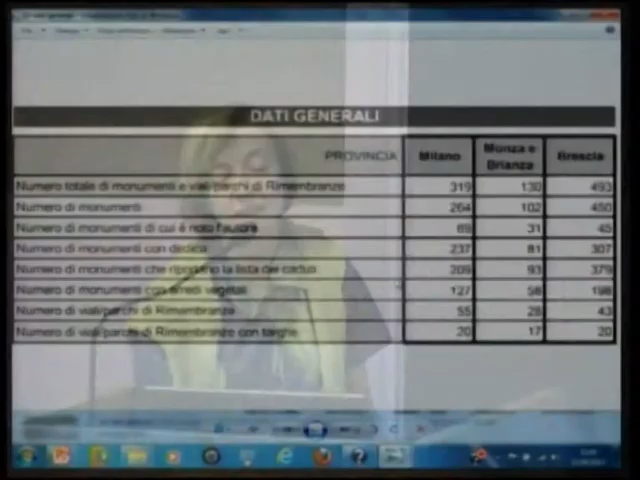 DATI GENERALI
PROVINCIA Milano Monza e Brianza Brescia
Numero totale di monumenti e viali/parchi di Rimembranza 319 130 493
Numero di monumenti 264 102 450
Numero di monumenti di cui è noto l'autore 69 31 45
Numero di monumenti con dedica 237 81 307
Numero di monumenti che riportano la lista dei caduti 209 93 379
Numero di monumenti con arredi vegetali 127 58 198
Numero di viali/parchi di Rimembranza 55 28 43
Numero di viali/parchi di Rimembranze con targhe 20 17 20